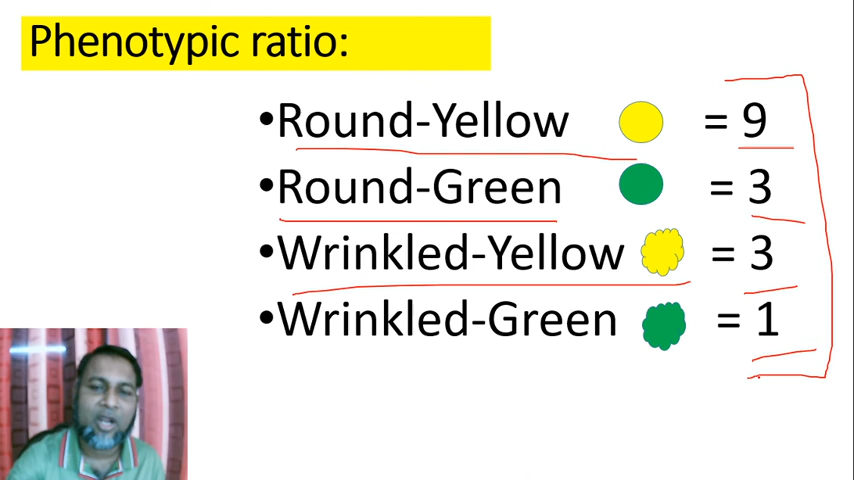 Phenotypic ratio:
•Round-Yellow = 9
•Round-Green = 3
•Wrinkled-Yellow = 3
•Wrinkled-Green = 1